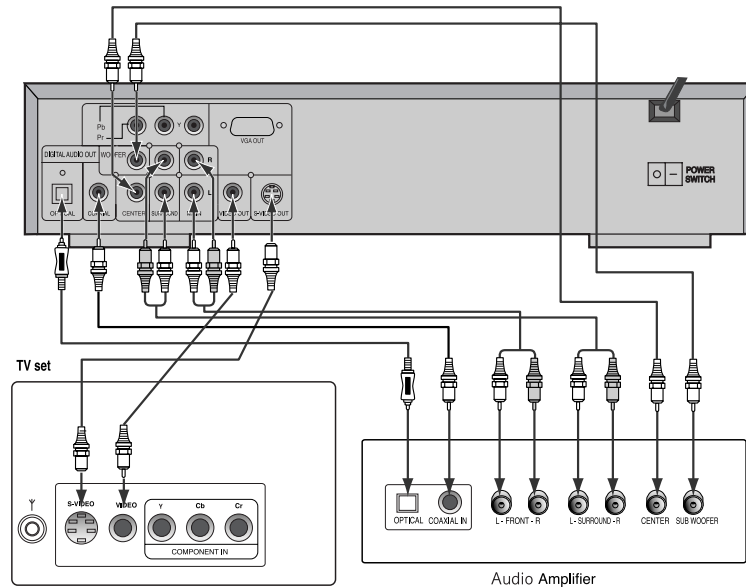 Pb
Y
Pr
VGA OUT
DIGITAL AUDIO OUT WOOFER
R
L
POWER
SWITCH
OPTICAL COAXIAL CENTER SURROUND MAIN VIDEO OUT S-VIDEO OUT
TV set
S-VIDEO VIDEO Y Cb Cr
COMPONENT IN
OPTICAL COAXIAL IN L - FRONT - R L - SURROUND - R CENTER SUB WOOFER
Audio Amplifier